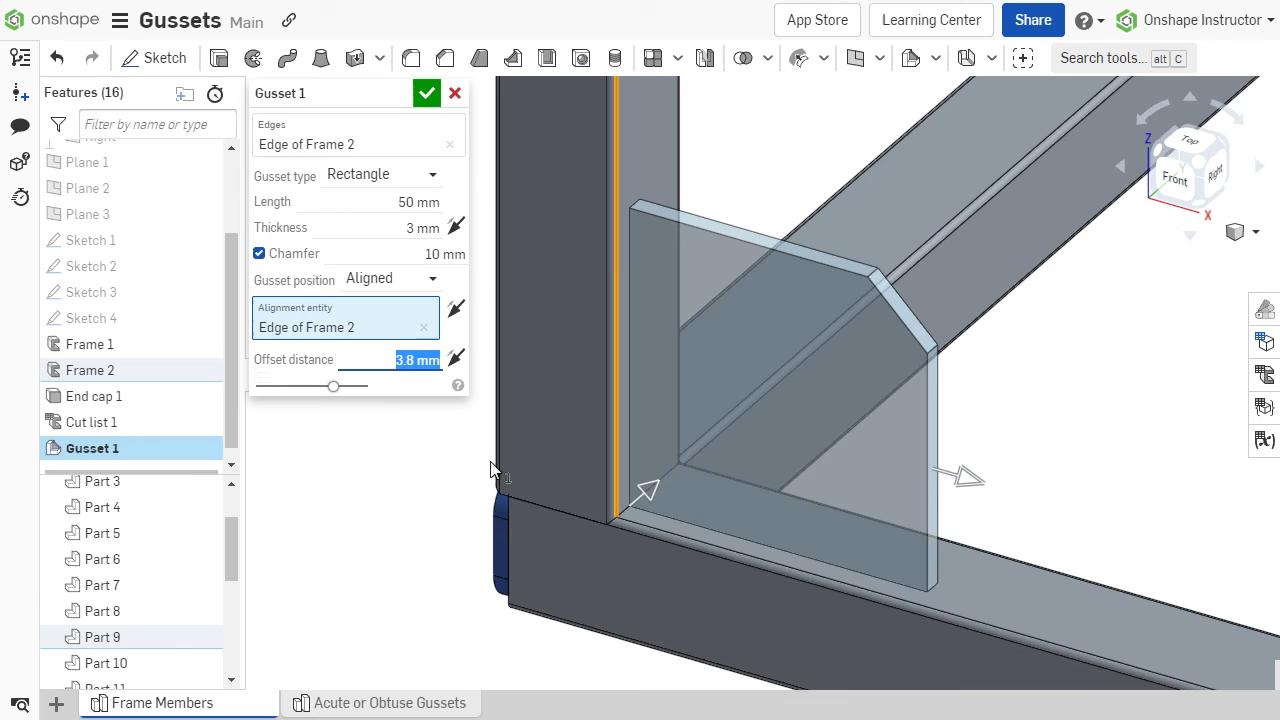 onshape
Gussets
Main
App Store
Learning Center
Share
Onshape Instructor
Sketch
Search tools...
alt
C
Features (16)
Filter by name or type
Plane 1
Plane 2
Plane 3
Sketch 1
Sketch 2
Sketch 3
Sketch 4
Frame 1
Frame 2
End cap 1
Cut list 1
Gusset 1
Part 3
Part 4
Part 5
Part 6
Part 7
Part 8
Part 9
Part 10
Gusset 1
Edges
Edge of Frame 2
Gusset type Rectangle
Length 50 mm
Thickness 3 mm
Chamfer 10 mm
Gusset position Aligned
Alignment entity
Edge of Frame 2
Offset distance 3.8 mm
1
Z
Top
Y
Front
Right
X
Frame Members
Acute or Obtuse Gussets